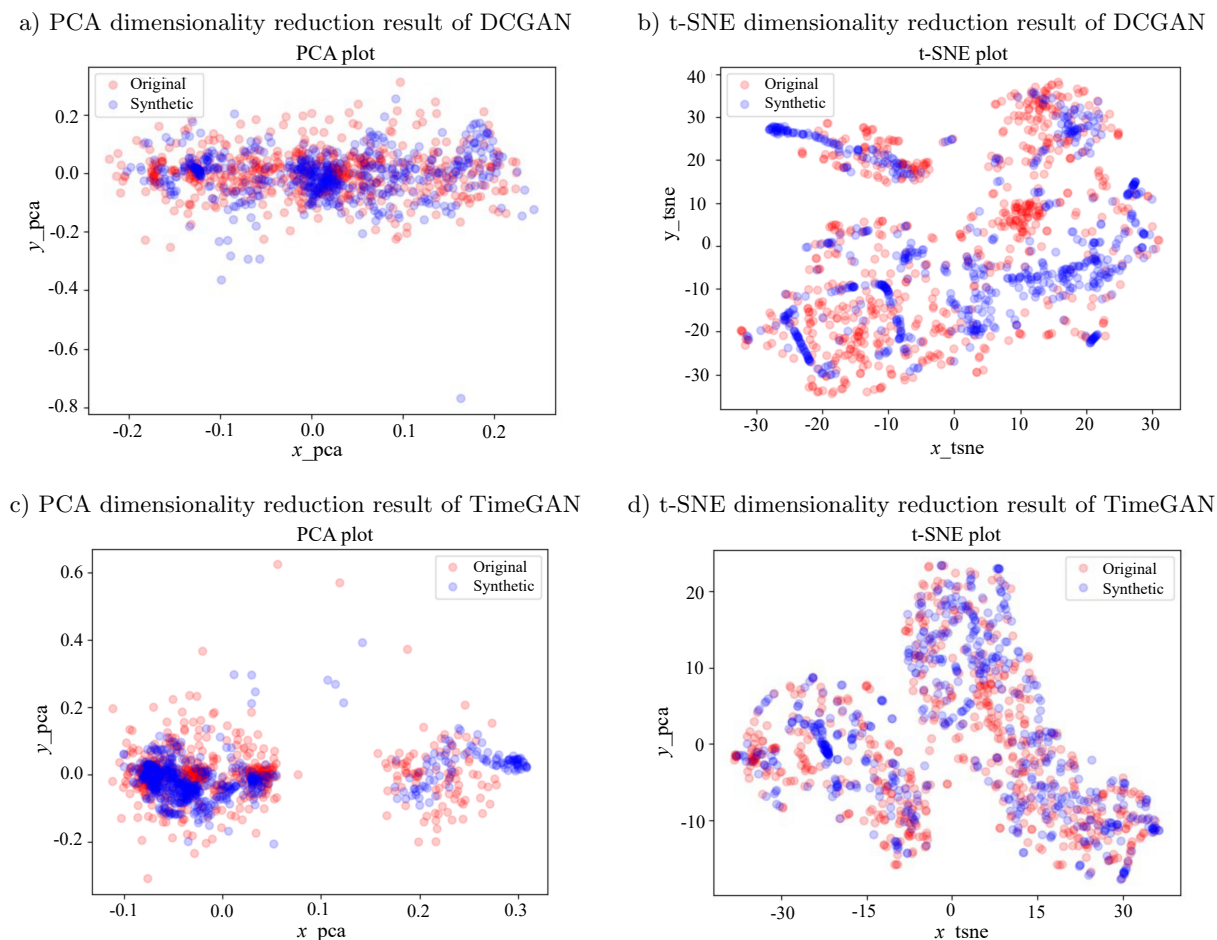 a) PCA dimensionality reduction result of DCGAN
PCA plot
Original
Synthetic
0.2
0.0
-0.2
-0.4
-0.6
-0.8
y_pca
-0.2
-0.1
0.0
0.1
0.2
x_pca
b) t-SNE dimensionality reduction result of DCGAN
t-SNE plot
Original
Synthetic
40
30
20
10
0
-10
-20
-30
y_tsne
-30
-20
-10
0
10
20
30
x_tsne
c) PCA dimensionality reduction result of TimeGAN
PCA plot
Original
Synthetic
0.6
0.4
0.2
0.0
-0.2
y_pca
-0.1
0.0
0.1
0.2
0.3
x_pca
d) t-SNE dimensionality reduction result of TimeGAN
t-SNE plot
Original
Synthetic
20
10
0
-10
y_pca
-30
-15
0
15
30
x_tsne